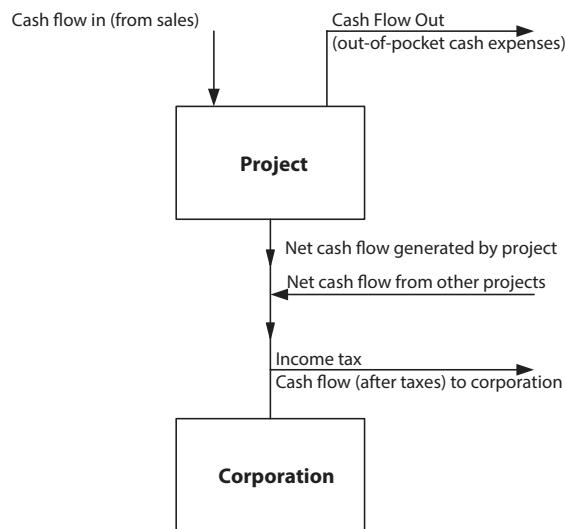 Cash flow in (from sales)
Cash Flow Out
(out-of-pocket cash expenses)
Project
Net cash flow generated by project
Net cash flow from other projects
Income tax
Cash flow (after taxes) to corporation
Corporation